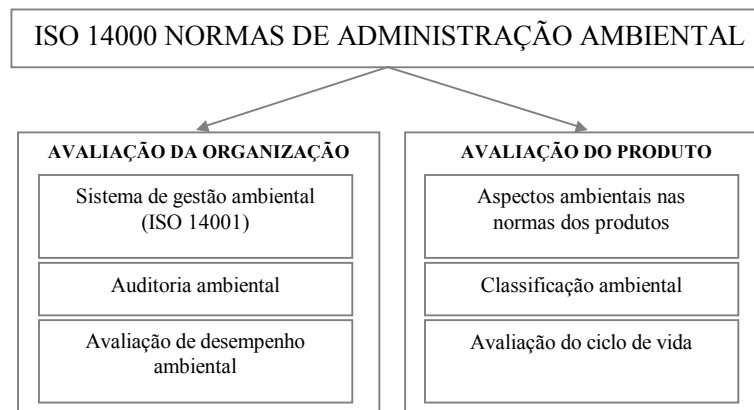 ISO 14000 NORMAS DE ADMINISTRAÇÃO AMBIENTAL
AVALIAÇÃO DA ORGANIZAÇÃO
Sistema de gestão ambiental
(ISO 14001)
Auditoria ambiental
Avaliação de desempenho
ambiental
AVALIAÇÃO DO PRODUTO
Aspectos ambientais nas
normas dos produtos
Classificação ambiental
Avaliação do ciclo de vida